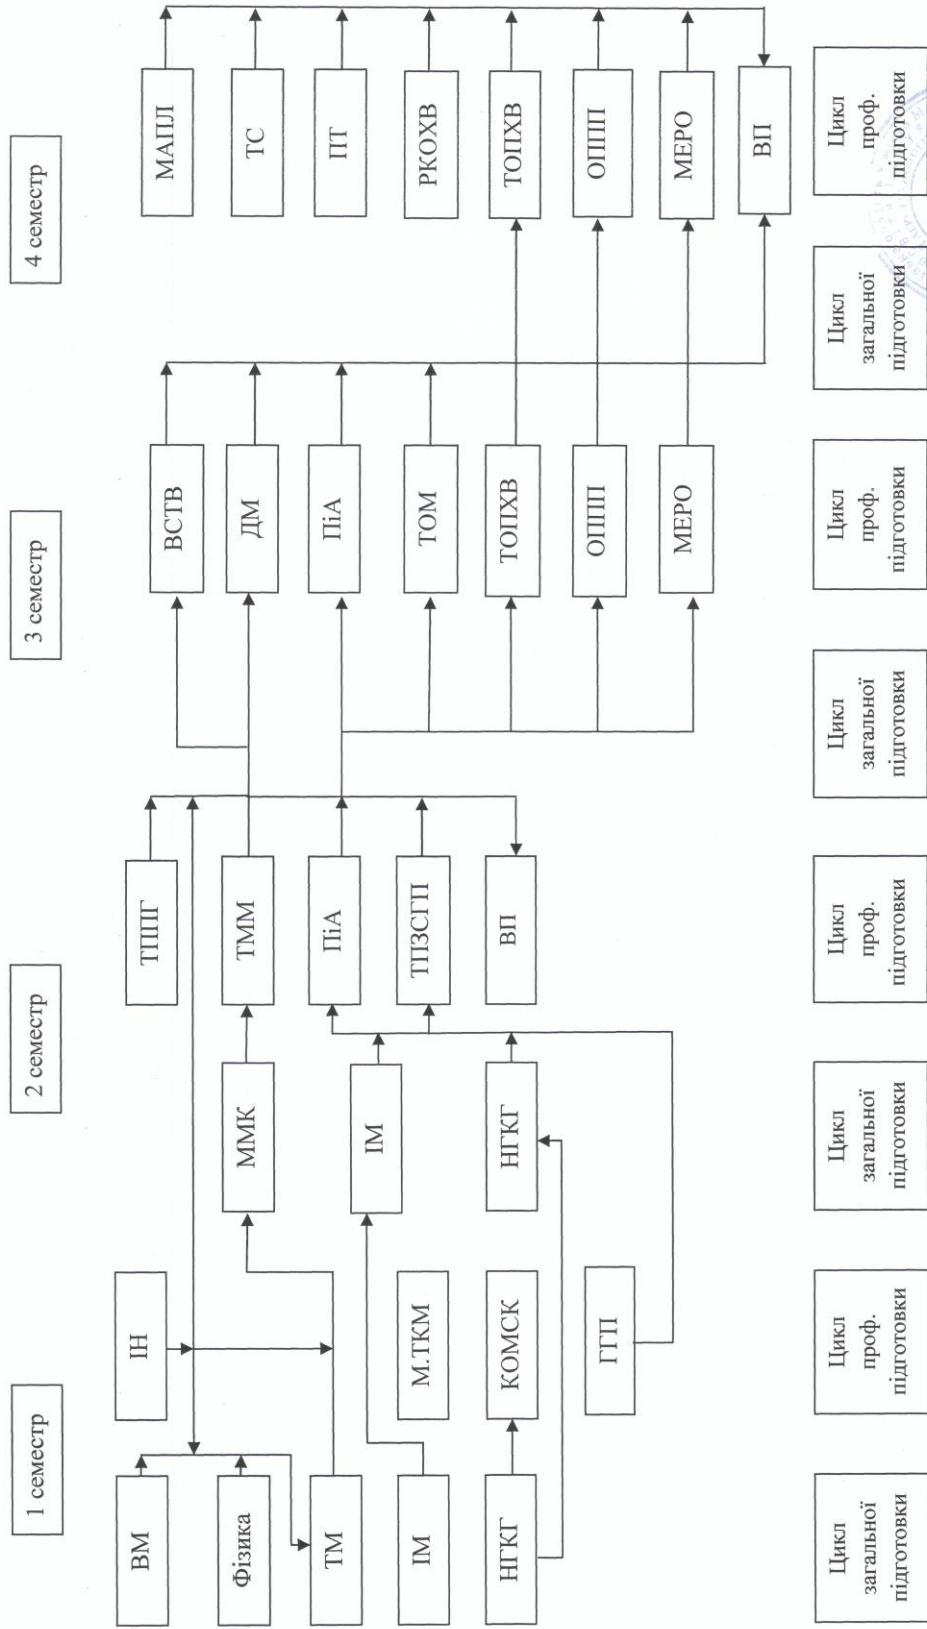 1 семестр
2 семестр
3 семестр
4 семестр
ВМ
Фізика
ТМ
ІМ
НГКГ
ІН
М.ТКМ
КОМСК
ГГП
ММК
ІМ
НГКГ
ТППГ
ТММ
ПіА
ТПЗСГП
ВП
ВСТВ
ДМ
ПіА
ТОМ
ТОПХВ
ОППП
МЕРО
МАПЛ
ТС
ПТ
РКОХВ
ТОПХВ
ОППП
МЕРО
ВП
Цикл
загальної
підготовки
Цикл
проф.
підготовки
Цикл
загальної
підготовки
Цикл
проф.
підготовки
Цикл
загальної
підготовки
Цикл
проф.
підготовки
Цикл
загальної
підготовки
Цикл
проф.
підготовки